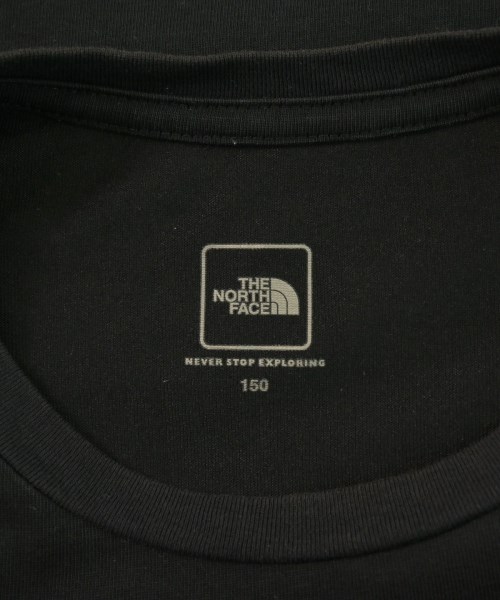 THE
NORTH
FACE
NEVER STOP EXPLORING
150